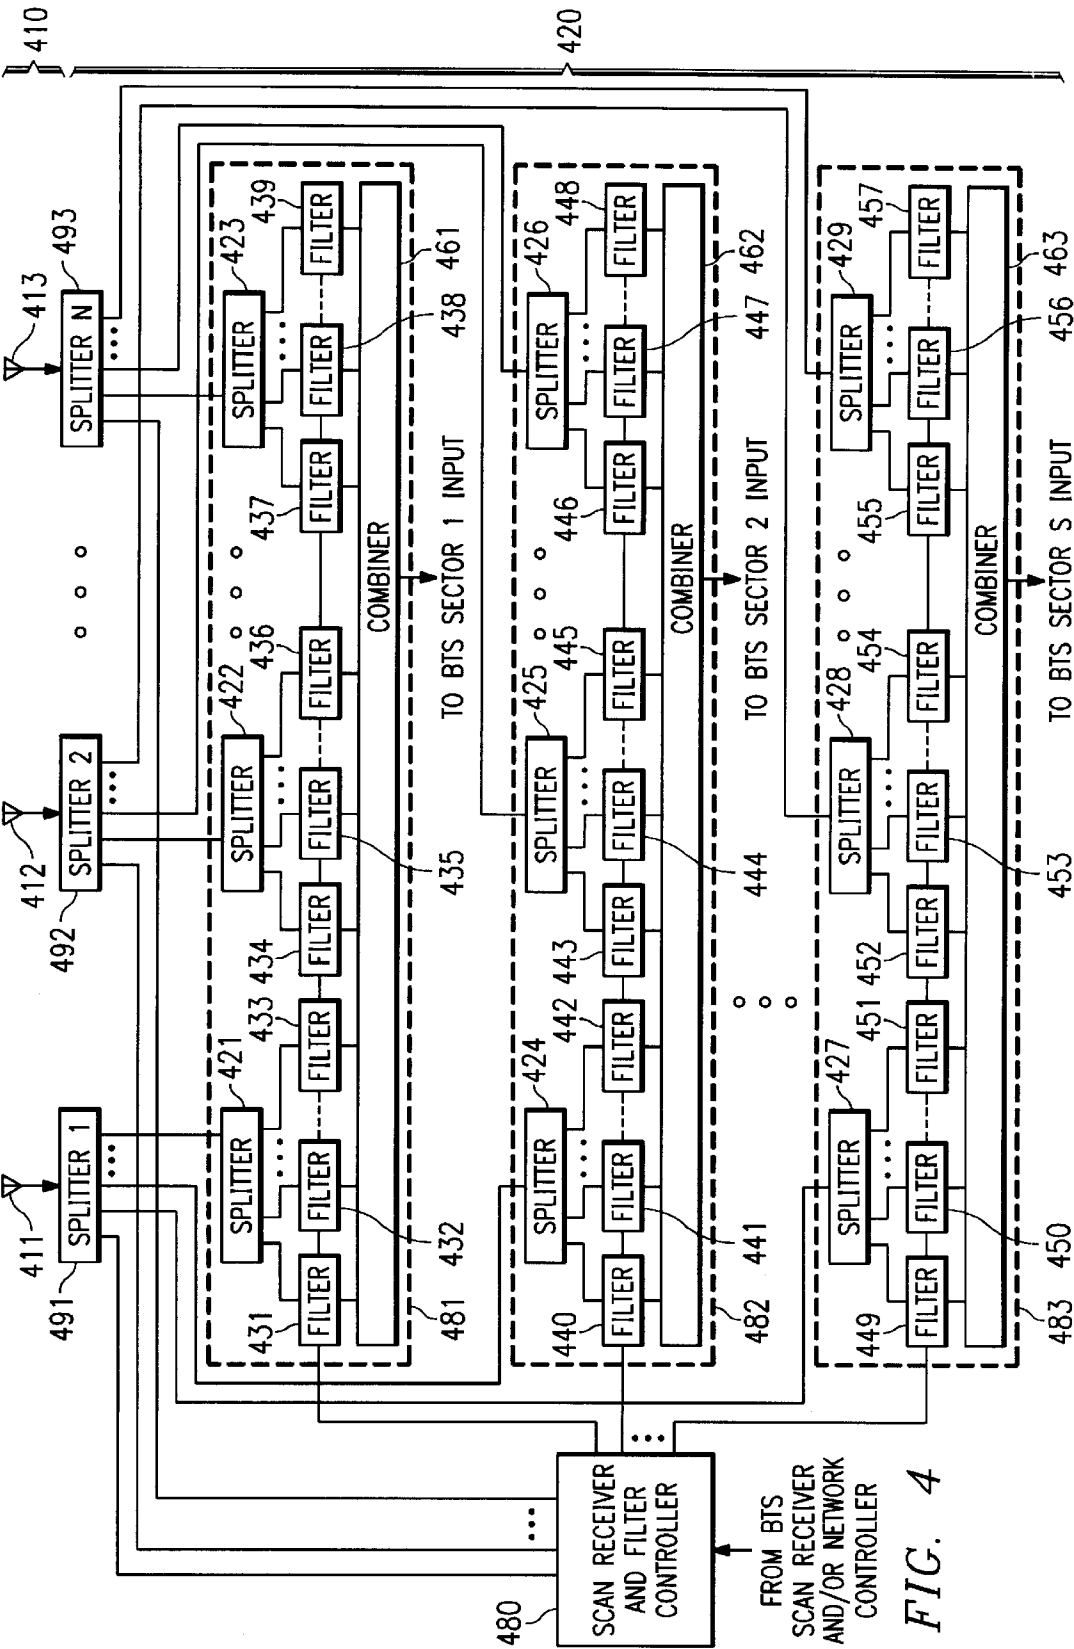 410
420
413
412
411
SPLITTER N
493
SPLITTER 2
492
SPLITTER 1
491
SPLITTER
421
SPLITTER
422
SPLITTER
423
431
FILTER
FILTER
432
FILTER
433
434
FILTER
FILTER
435
FILTER
436
437
FILTER
FILTER
438
FILTER
439
COMBINER
461
481
TO BTS SECTOR 1 INPUT
SPLITTER
424
SPLITTER
425
SPLITTER
426
440
FILTER
FILTER
441
FILTER
442
443
FILTER
FILTER
444
FILTER
445
446
FILTER
FILTER
447
FILTER
448
COMBINER
462
482
TO BTS SECTOR 2 INPUT
SPLITTER
427
SPLITTER
428
SPLITTER
429
449
FILTER
FILTER
450
FILTER
451
452
FILTER
FILTER
453
FILTER
454
455
FILTER
FILTER
456
FILTER
457
COMBINER
463
483
TO BTS SECTOR S INPUT
480
SCAN RECEIVER
AND FILTER
CONTROLLER
FROM BTS
SCAN RECEIVER
AND/OR NETWORK
CONTROLLER
FIG. 4